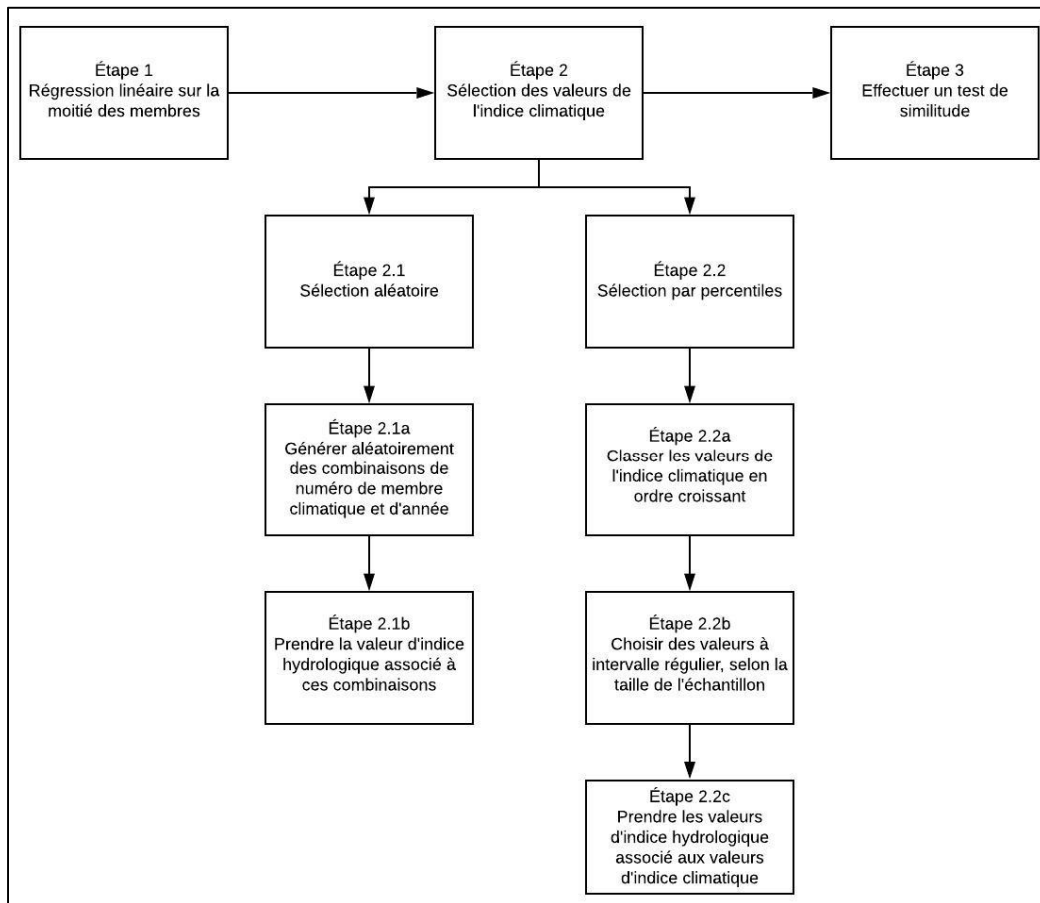 Étape 1
Régression linéaire sur la
moitié des membres
Étape 2
Sélection des valeurs de
l'indice climatique
Étape 3
Effectuer un test de
similitude
Étape 2.1
Sélection aléatoire
Étape 2.2
Sélection par percentiles
Étape 2.1a
Générer aléatoirement
des combinaisons de
numéro de membre
climatique et d'année
Étape 2.2a
Classer les valeurs de
l'indice climatique en
ordre croissant
Étape 2.1b
Prendre la valeur d'indice
hydrologique associé à
ces combinaisons
Étape 2.2b
Choisir des valeurs à
intervalle régulier, selon la
taille de l'échantillon
Étape 2.2c
Prendre les valeurs
d'indice hydrologique
associé aux valeurs
d'indice climatique